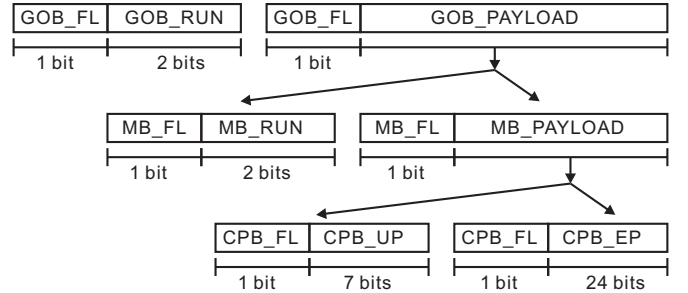 GOB_FL GOB_RUN GOB_FL GOB_PAYLOAD
1 bit 2 bits 1 bit
MB_FL MB_RUN MB_FL MB_PAYLOAD
1 bit 2 bits 1 bit
CPB_FL CPB_UP CPB_FL CPB_EP
1 bit 7 bits 1 bit 24 bits